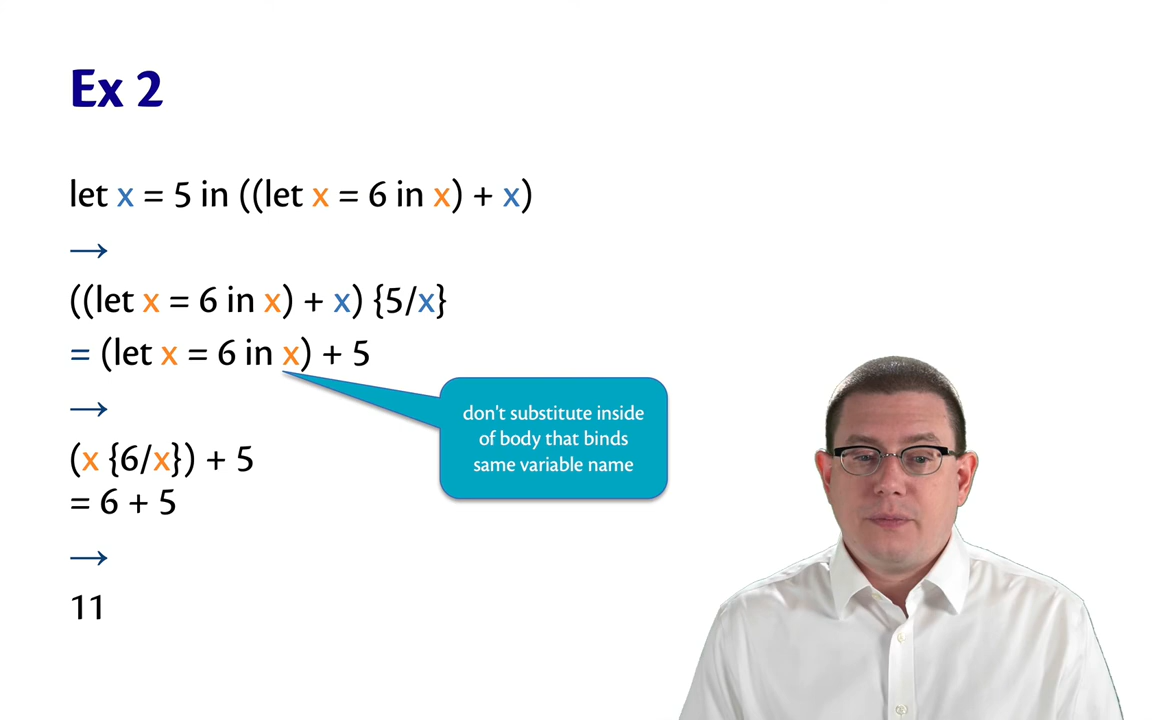 Ex 2
let x = 5 in ((let x = 6 in x) + x)
→
((let x = 6 in x) + x) {5/x}
= (let x = 6 in x) + 5
→
(x {6/x}) + 5
= 6 + 5
→
11
don't substitute inside
of body that binds
same variable name